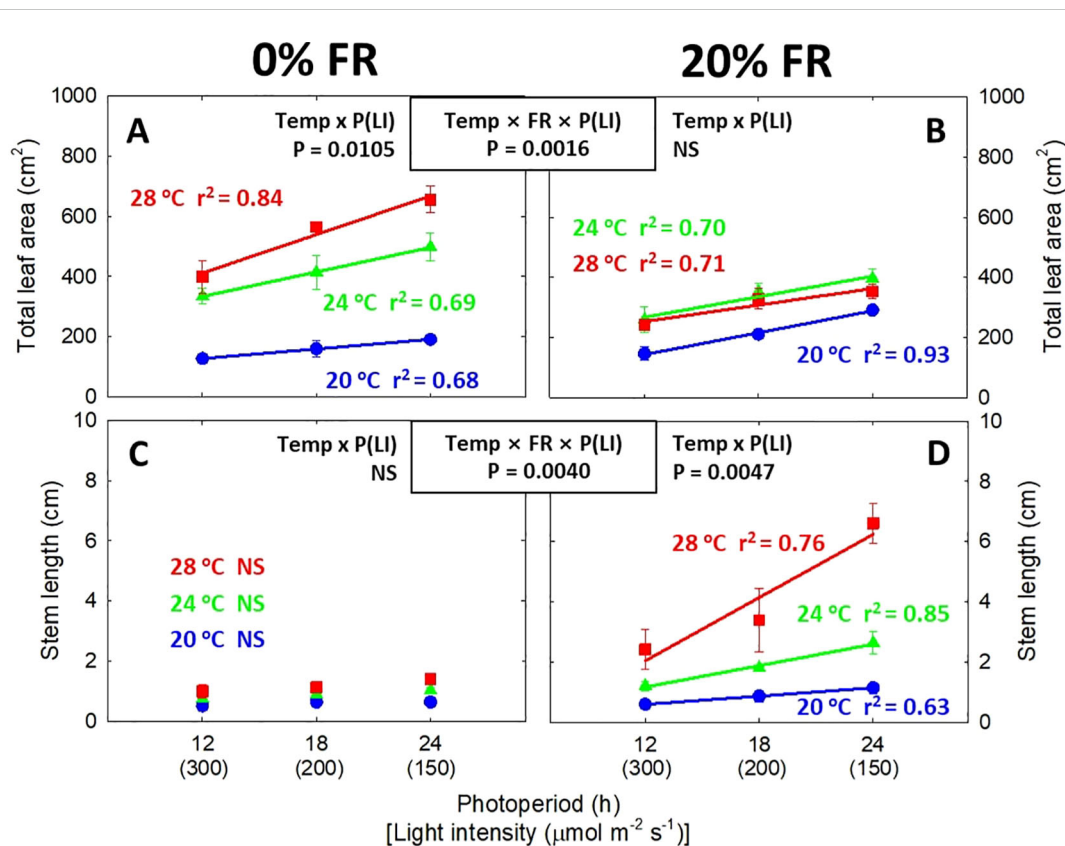 0% FR
20% FR
1000
800
600
400
200
0
Total leaf area (cm²)
A
Temp x P(LI)
P = 0.0105
Temp × FR × P(LI)
P = 0.0016
28 °C r² = 0.84
24 °C r² = 0.69
20 °C r² = 0.68
Temp x P(LI)
NS
B
24 °C r² = 0.70
28 °C r² = 0.71
20 °C r² = 0.93
1000
800
600
400
200
0
Total leaf area (cm²)
10
8
6
4
2
0
Stem length (cm)
C
Temp x P(LI)
NS
Temp × FR × P(LI)
P = 0.0040
28 °C NS
24 °C NS
20 °C NS
Temp x P(LI)
P = 0.0047
D
28 °C r² = 0.76
24 °C r² = 0.85
20 °C r² = 0.63
10
8
6
4
2
0
Stem length (cm)
12 18 24 12 18 24
(300) (200) (150) (300) (200) (150)
Photoperiod (h)
[Light intensity (μmol m⁻² s⁻¹)]